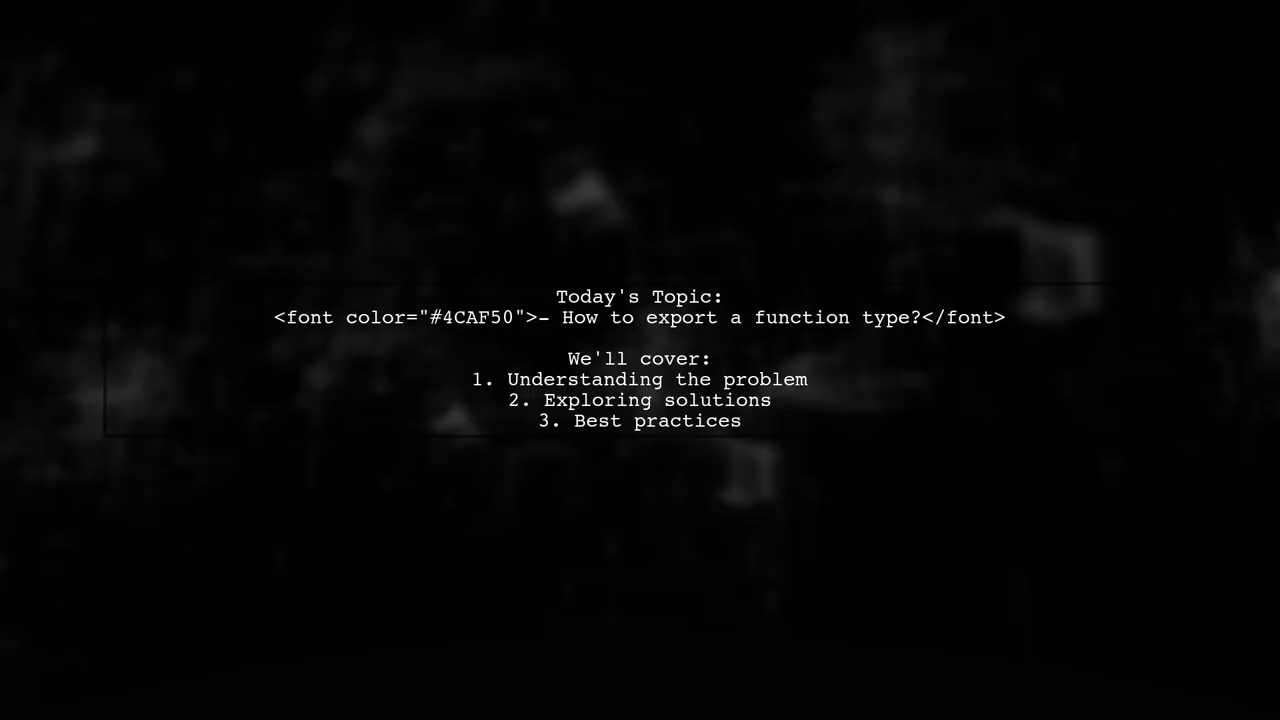 Today's Topic:
<font color="#4CAF50">- How to export a function type?</font>
We'll cover:
1. Understanding the problem
2. Exploring solutions
3. Best practices